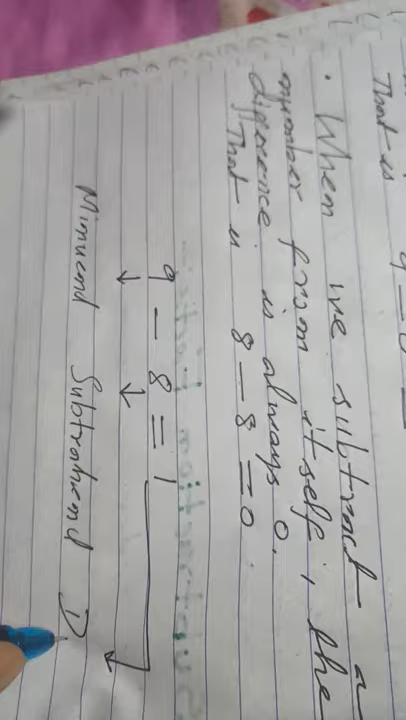 That is 9 - 0 =
• When we subtract a
number from itself, the
difference is always 0.
That is 8 - 8 = 0
9 - 8 = 1
Minuend Subtrahend D